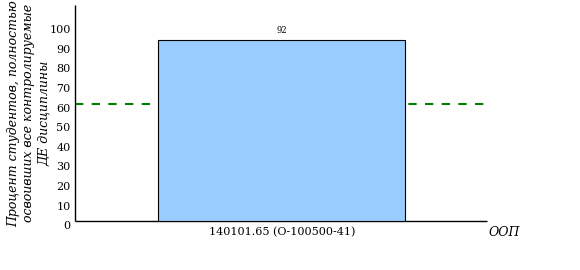 Процент студентов, полностью
освоивших все контролируемые
ДЕ дисциплины
100
90
80
70
60
50
40
30
20
10
0
92
140101.65 (О-100500-41)
ООП